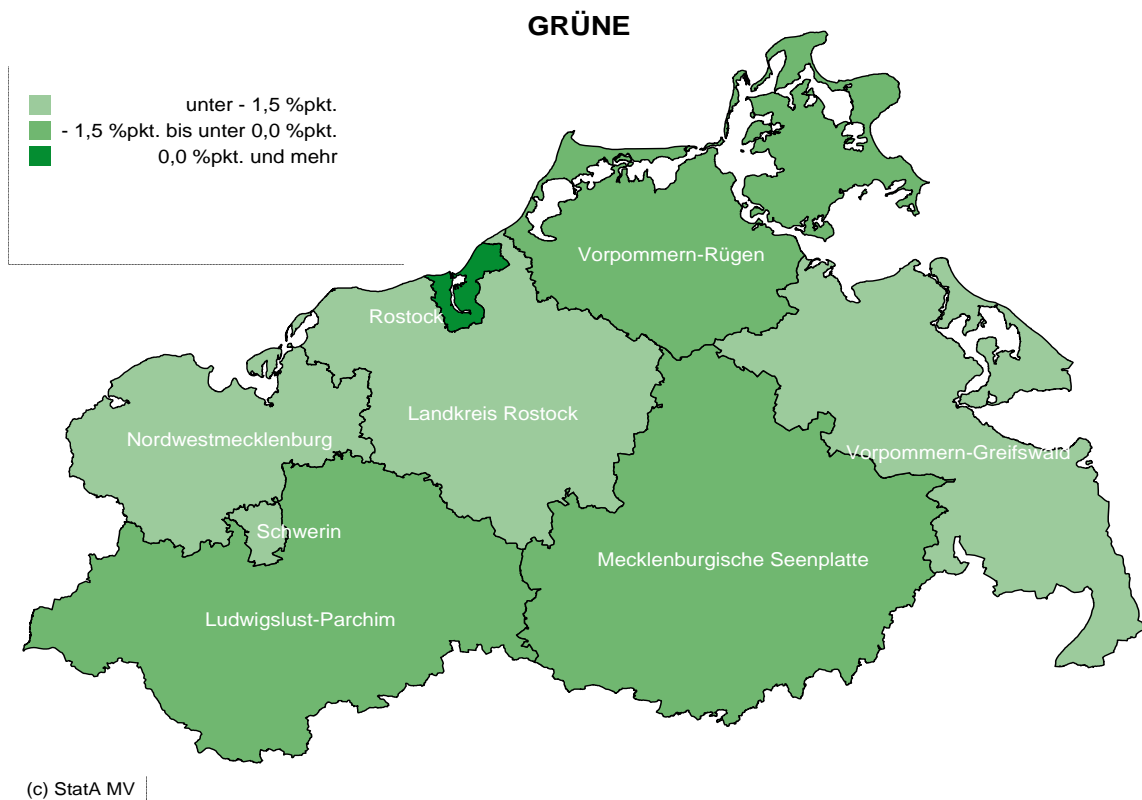 GRÜNE
unter - 1,5 %pkt.
- 1,5 %pkt. bis unter 0,0 %pkt.
0,0 %pkt. und mehr
Vorpommern-Rügen
Rostock
Landkreis Rostock
Nordwestmecklenburg
Vorpommern-Greifswald
Schwerin
Mecklenburgische Seenplatte
Ludwigslust-Parchim
(c) StatA MV